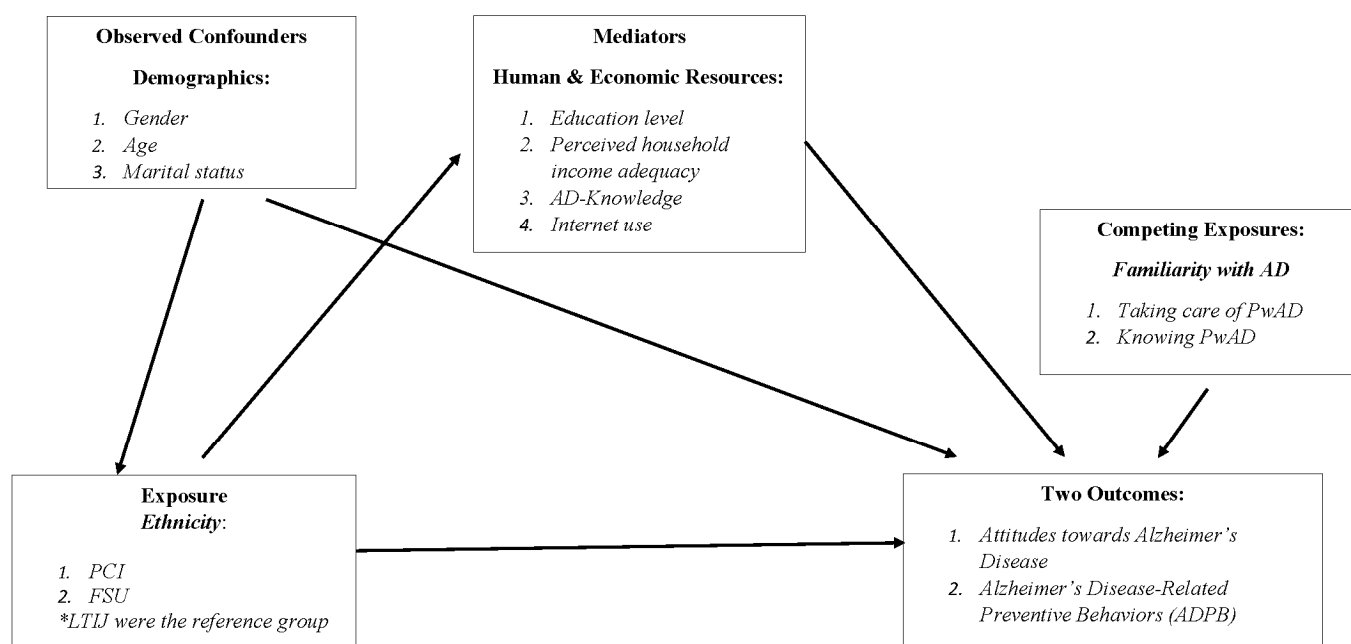 Observed Confounders
Demographics:
1. Gender
2. Age
3. Marital status
Mediators
Human & Economic Resources:
1. Education level
2. Perceived household
income adequacy
3. AD-Knowledge
4. Internet use
Competing Exposures:
Familiarity with AD
1. Taking care of PwAD
2. Knowing PwAD
Exposure
Ethnicity:
1. PCI
2. FSU
*LTIJ were the reference group
Two Outcomes:
1. Attitudes towards Alzheimer's
Disease
2. Alzheimer's Disease-Related
Preventive Behaviors (ADPB)